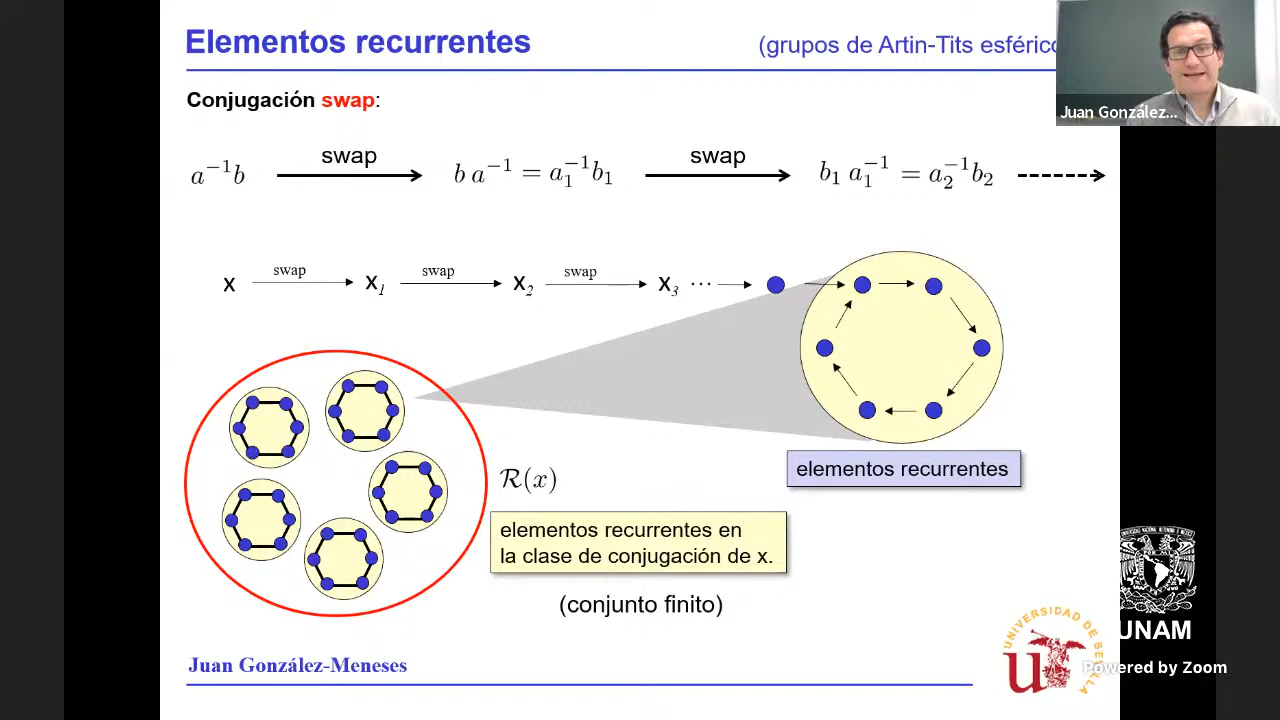 Elementos recurrentes
(grupos de Artin-Tits esféric
Juan González...
Conjugación swap:
swap
swap
a⁻¹b
b a⁻¹ = a₁⁻¹b₁
b₁ a₁⁻¹ = a₂⁻¹b₂
swap
swap
swap
x
x₁
x₂
x₃ ···
elementos recurrentes
R(x)
elementos recurrentes en
la clase de conjugación de x.
(conjunto finito)
UNIVERSIDAD DE SEVILLA
UNAM
Juan González-Meneses
Powered by Zoom